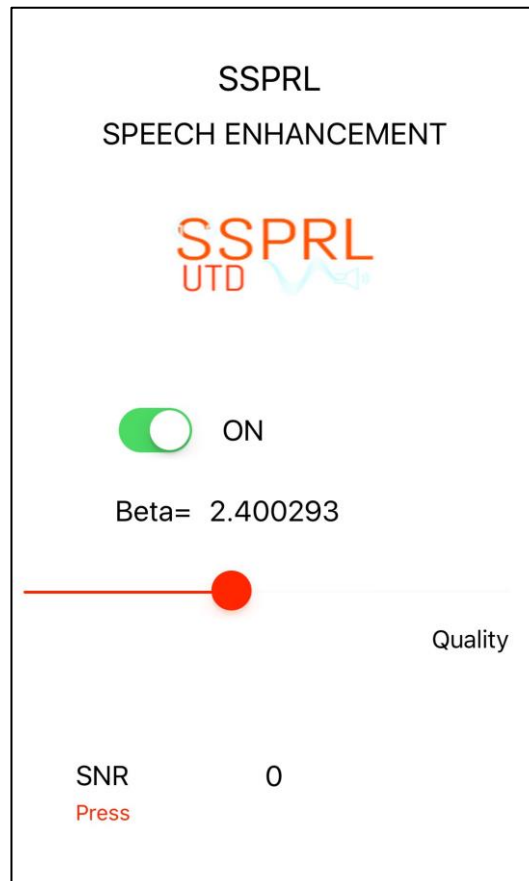 SSPRL
SPEECH ENHANCEMENT
SSPRL
UTD
ON
Beta= 2.400293
Quality
SNR 0
Press